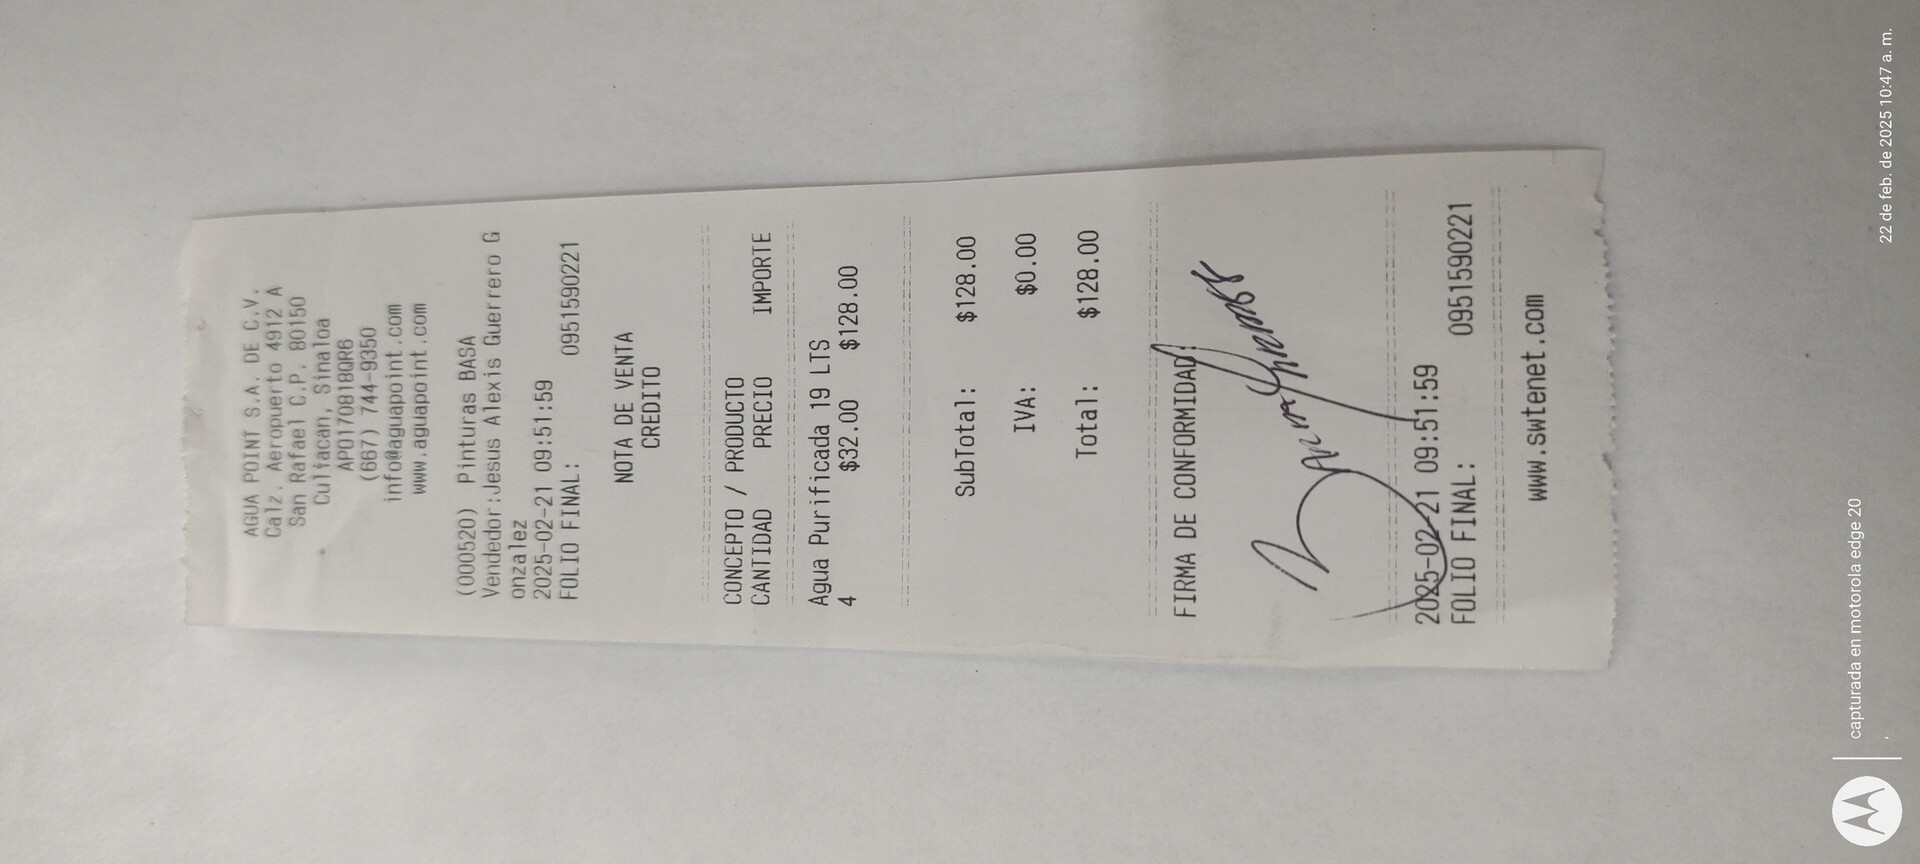 AGUA POINT S.A. DE C.V.
Calz. Aeropuerto 4912 A
San Rafael C.P. 80150
Culiacan, Sinaloa
APO170818QR6
(667) 744-9350
info@aguapoint.com
www.aguapoint.com
(000520) Pinturas BASA
Vendedor:Jesus Alexis Guerrero G
onzalez
2025-02-21 09:51:59
FOLIO FINAL: 0951590221
NOTA DE VENTA
CREDITO
CONCEPTO / PRODUCTO
CANTIDAD PRECIO IMPORTE
Agua Purificada 19 LTS
4 $32.00 $128.00
SubTotal: $128.00
IVA: $0.00
Total: $128.00
FIRMA DE CONFORMIDAD:
2025-02-21 09:51:59
FOLIO FINAL: 0951590221
www.swtenet.com
capturada en motorola edge 20
22 de feb. de 2025 10:47 a. m.